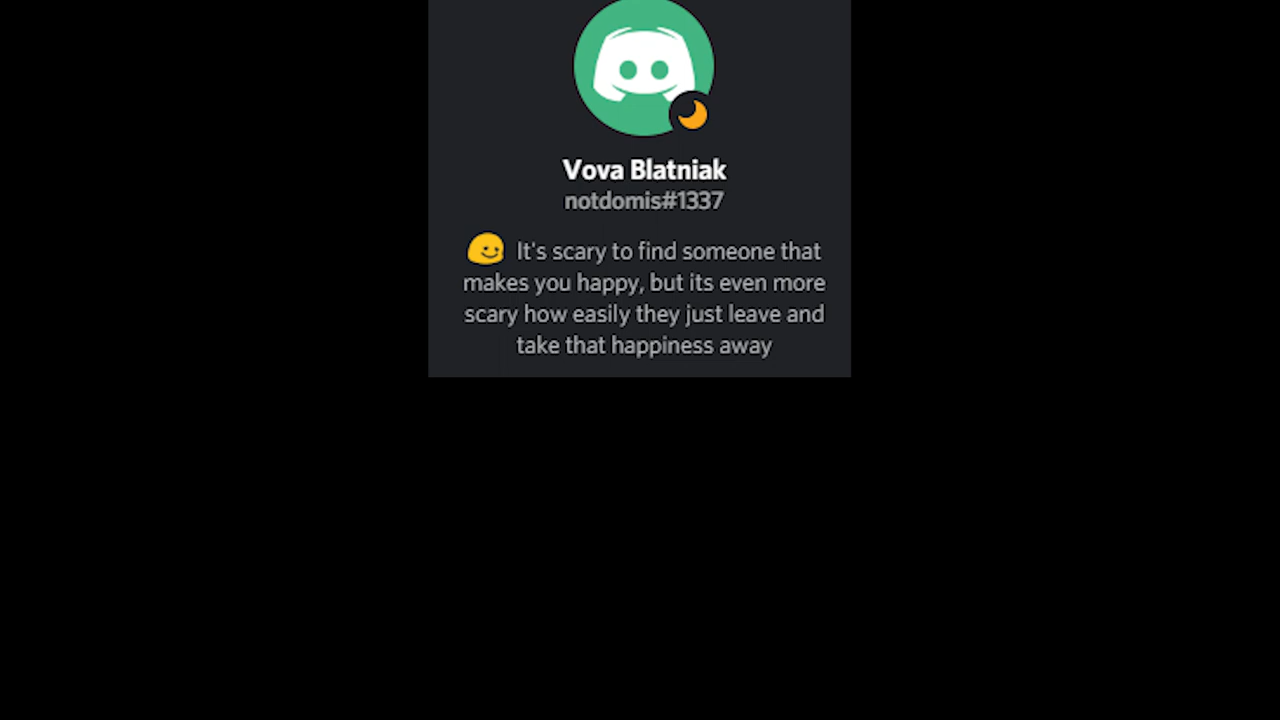 Vova Blatniak
notdomis#1337
It's scary to find someone that
makes you happy, but its even more
scary how easily they just leave and
take that happiness away